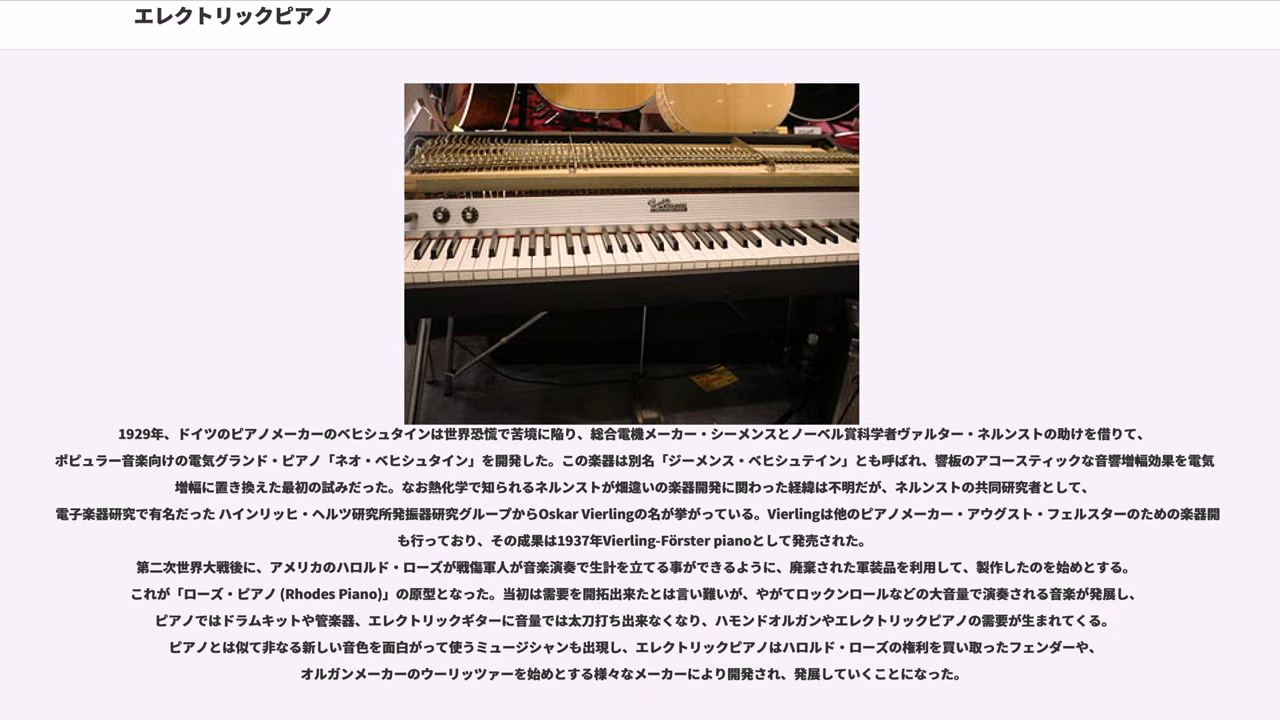 エレクトリックピアノ
1929年、ドイツのピアノメーカーのベヒシュタインは世界恐慌で苦境に陥り、総合電機メーカー・シーメンスとノーベル賞科学者ヴァルター・ネルンストの助けを借りて、
ポピュラー音楽向けの電気グランド・ピアノ「ネオ・ベヒシュタイン」を開発した。この楽器は別名「ジーメンス・ベヒシュテイン」とも呼ばれ、響板のアコースティックな音響増幅効果を電気
増幅に置き換えた最初の試みだった。なお熱化学で知られるネルンストが畑違いの楽器開発に関わった経緯は不明だが、ネルンストの共同研究者として、
電子楽器研究で有名だった ハインリッヒ・ヘルツ研究所発振器研究グループからOskar Vierlingの名が挙がっている。Vierlingは他のピアノメーカー・アウグスト・フェルスターのための楽器開
も行っており、その成果は1937年Vierling-Förster pianoとして発売された。
第二次世界大戦後に、アメリカのハロルド・ローズが戦傷軍人が音楽演奏で生計を立てる事ができるように、廃棄された軍装品を利用して、製作したのを始めとする。
これが「ローズ・ピアノ (Rhodes Piano)」の原型となった。当初は需要を開拓出来たとは言い難いが、やがてロックンロールなどの大音量で演奏される音楽が発展し、
ピアノではドラムキットや管楽器、エレクトリックギターに音量では太刀打ち出来なくなり、ハモンドオルガンやエレクトリックピアノの需要が生まれてくる。
ピアノとは似て非なる新しい音色を面白がって使うミュージシャンも出現し、エレクトリックピアノはハロルド・ローズの権利を買い取ったフェンダーや、
オルガンメーカーのウーリッツァーを始めとする様々なメーカーにより開発され、発展していくことになった。